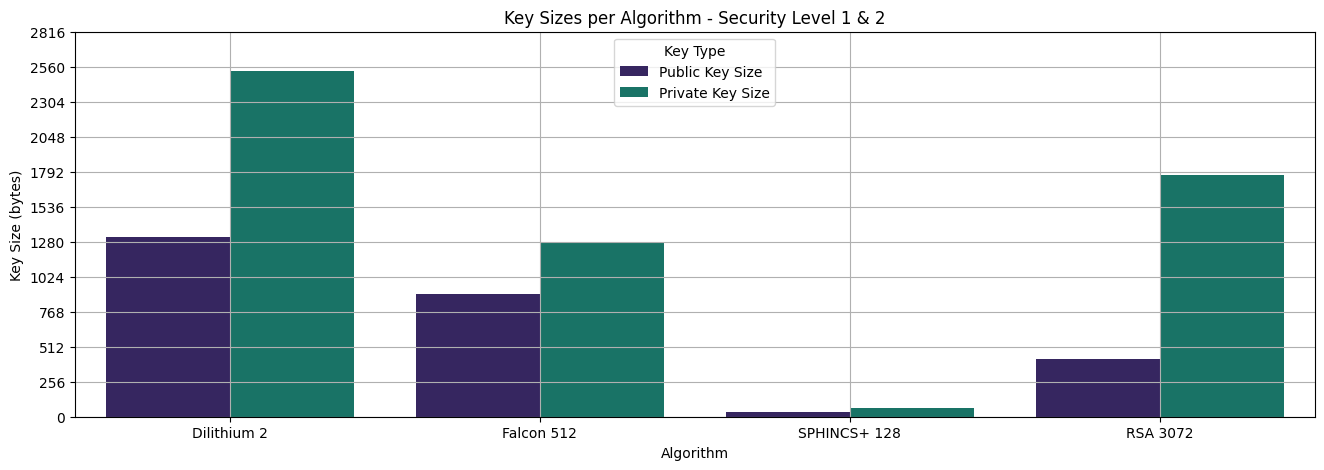 Key Sizes per Algorithm - Security Level 1 & 2
Key Type
Public Key Size
Private Key Size
Key Size (bytes)
2816
2560
2304
2048
1792
1536
1280
1024
768
512
256
0
Dilithium 2
Falcon 512
SPHINCS+ 128
RSA 3072
Algorithm